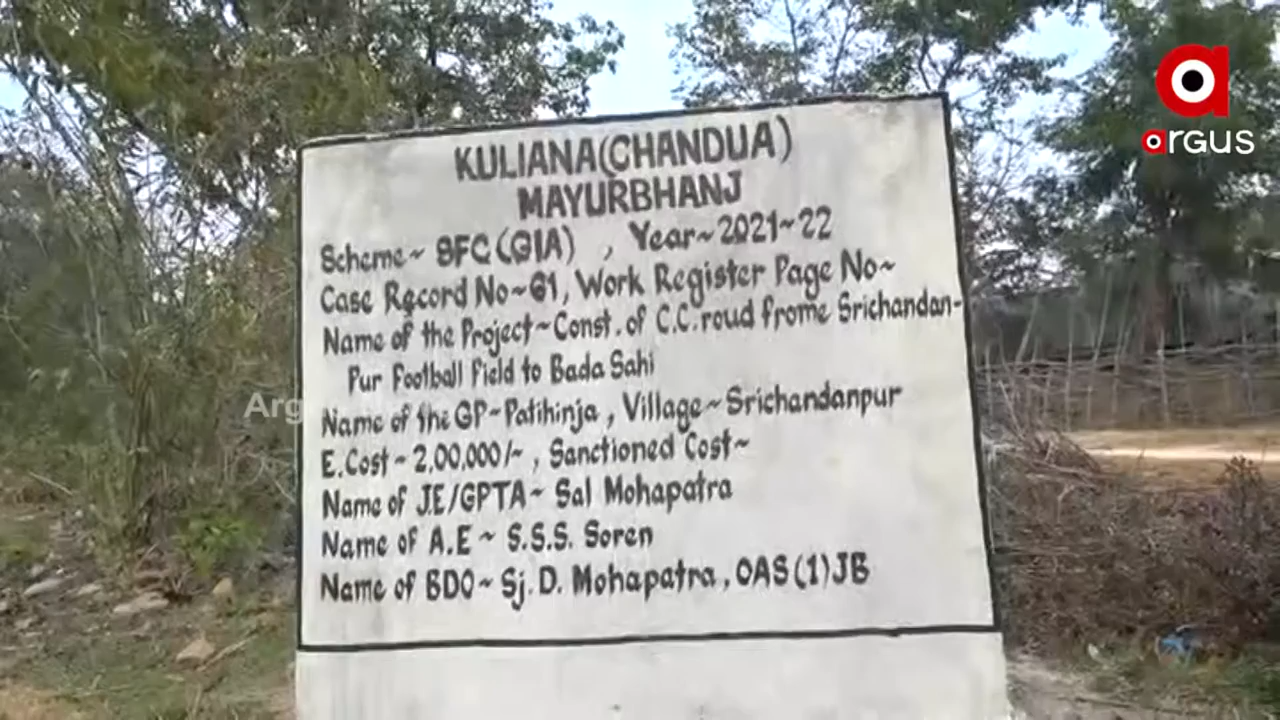 argus
KULIANA(CHANDUA)
MAYURBHANJ
Scheme~ SFC(GIA) , Year~2021~22
Case Record No~61, Work Register Page No~
Name of the Project~Const. of C.C.roud frome Srichandan-
Pur Football Field to Bada Sahi
Name of the GP~Patihinja , Village~Srichandanpur
E.Cost~2,00,000/~ , Sanctioned Cost~
Name of J.E/GPTA~ Sal Mohapatra
Name of A.E ~ S.S.S. Soren
Name of BDO~ Sj. D. Mohapatra, OAS(1)JB